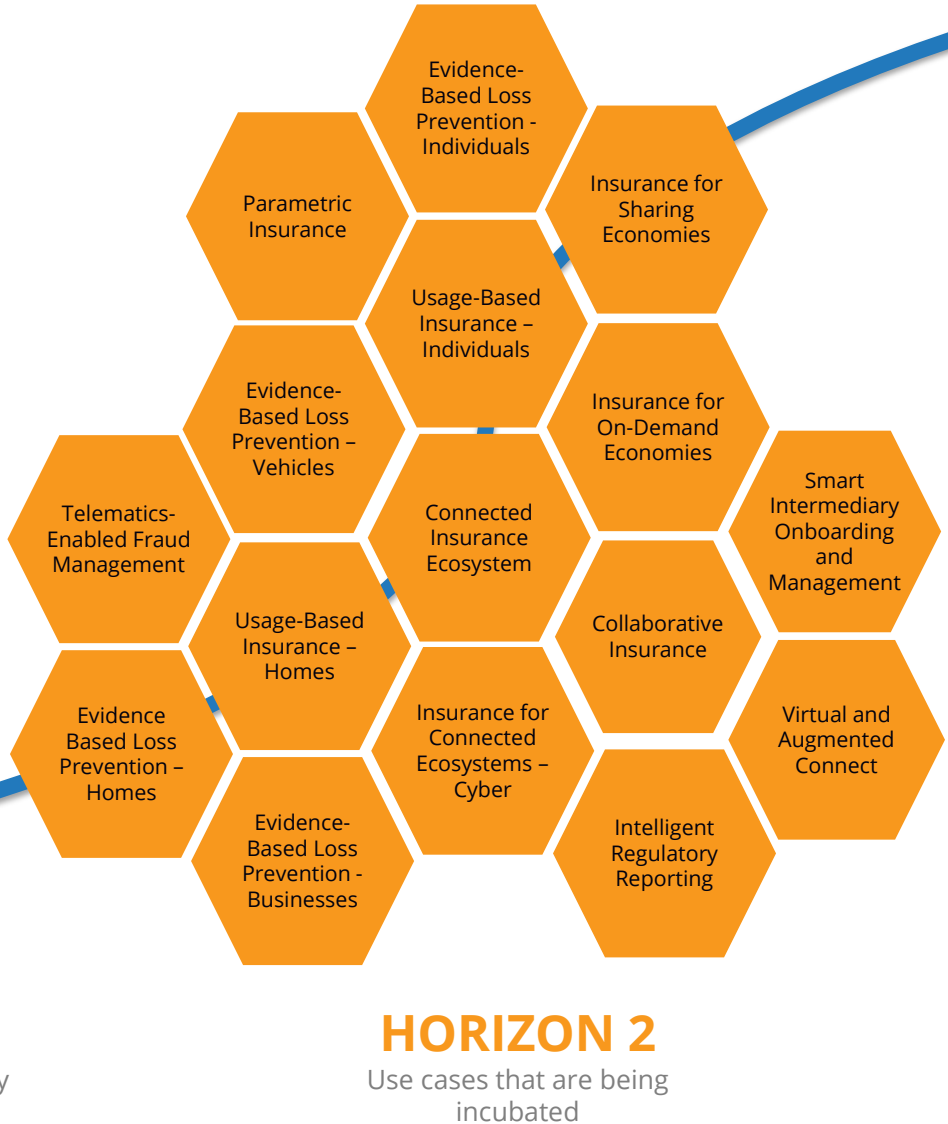 Evidence-
Based Loss
Prevention -
Individuals
Parametric
Insurance
Insurance for
Sharing
Economies
Usage-Based
Insurance –
Individuals
Evidence-
Based Loss
Prevention –
Vehicles
Insurance for
On-Demand
Economies
Telematics-
Enabled Fraud
Management
Connected
Insurance
Ecosystem
Smart
Intermediary
Onboarding
and
Management
Usage-Based
Insurance –
Homes
Collaborative
Insurance
Evidence
Based Loss
Prevention –
Homes
Insurance for
Connected
Ecosystems –
Cyber
Virtual and
Augmented
Connect
Evidence-
Based Loss
Prevention -
Businesses
Intelligent
Regulatory
Reporting
HORIZON 2
Use cases that are being
incubated